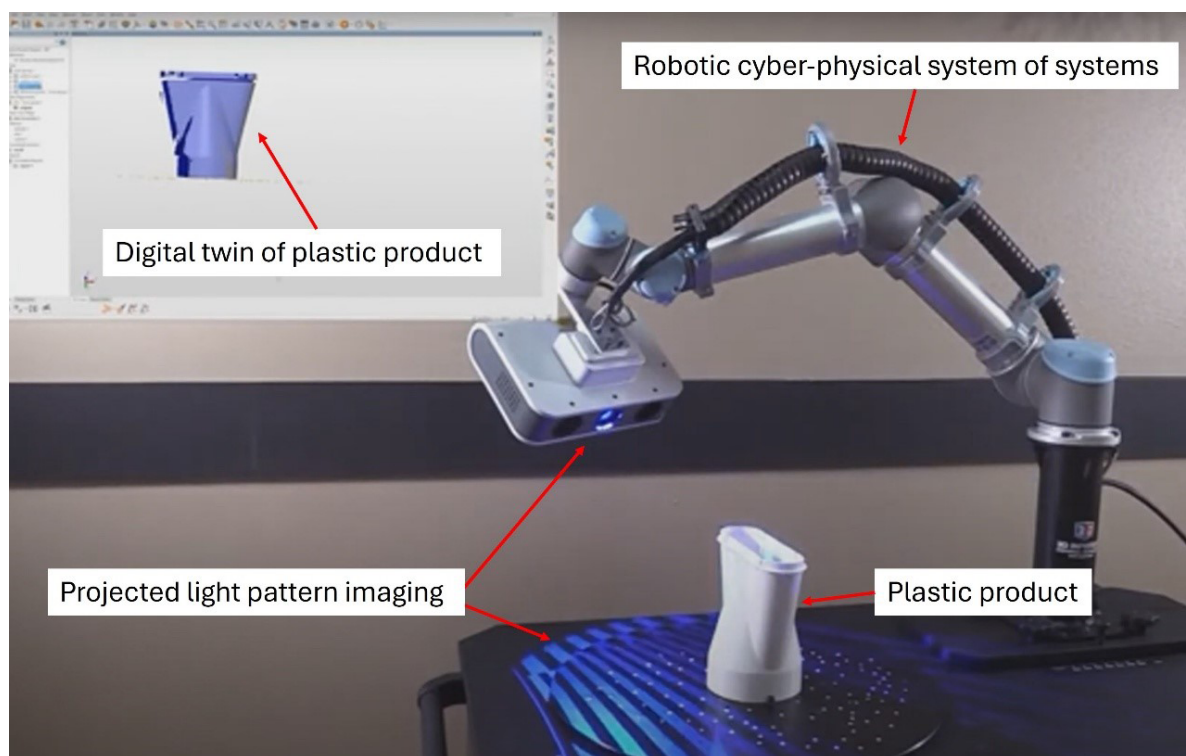 Robotic cyber-physical system of systems
Digital twin of plastic product
Projected light pattern imaging
Plastic product